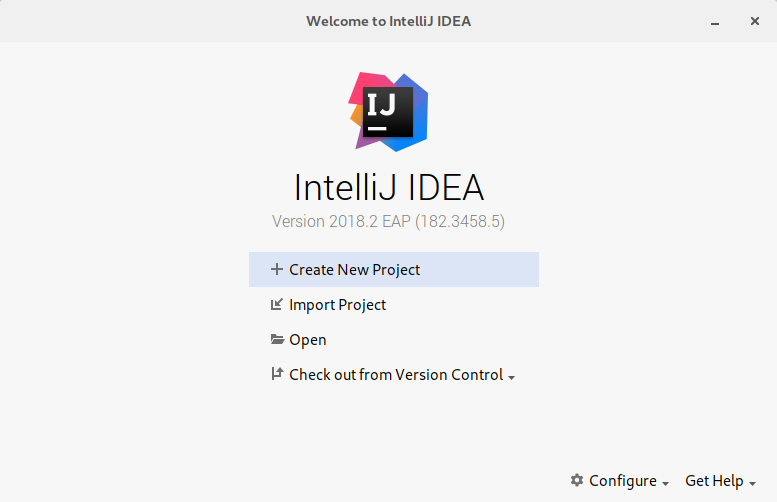 Welcome to IntelliJ IDEA
IJ
IntelliJ IDEA
Version 2018.2 EAP (182.3458.5)
Create New Project
Import Project
Open
Check out from Version Control
Configure
Get Help